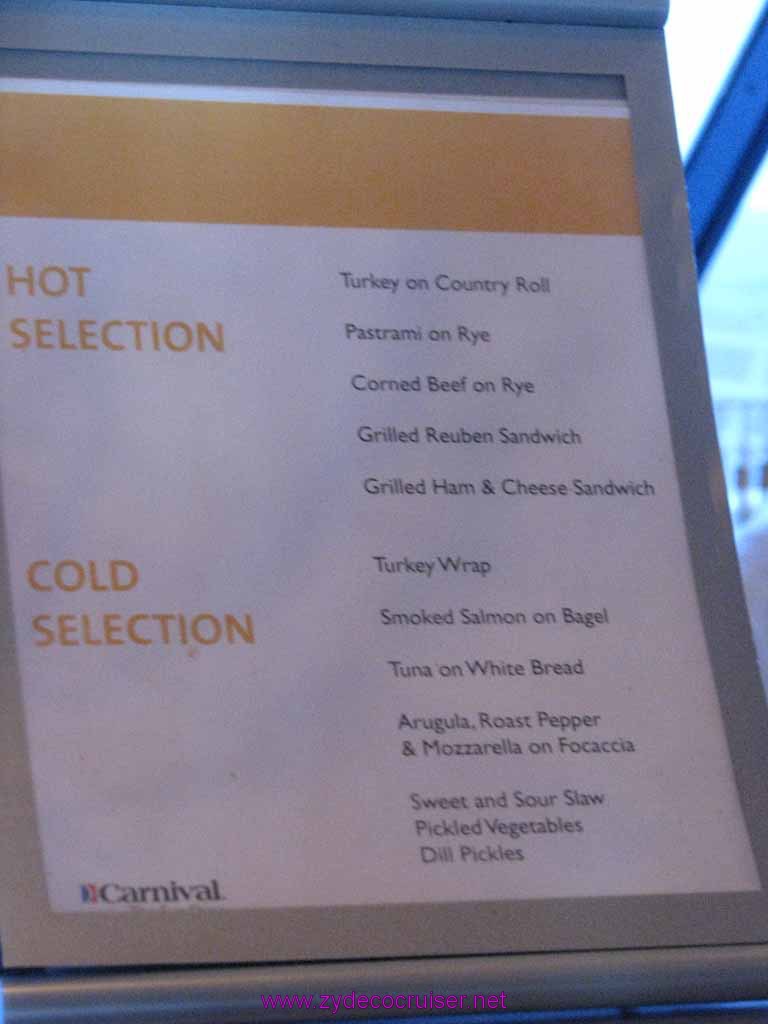 HOT
SELECTION
Turkey on Country Roll
Pastrami on Rye
Corned Beef on Rye
Grilled Reuben Sandwich
Grilled Ham & Cheese Sandwich
COLD
SELECTION
Turkey Wrap
Smoked Salmon on Bagel
Tuna on White Bread
Arugula, Roast Pepper
& Mozzarella on Focaccia
Sweet and Sour Slaw
Pickled Vegetables
Dill Pickles
Carnival.
www.zydecocruiser.net